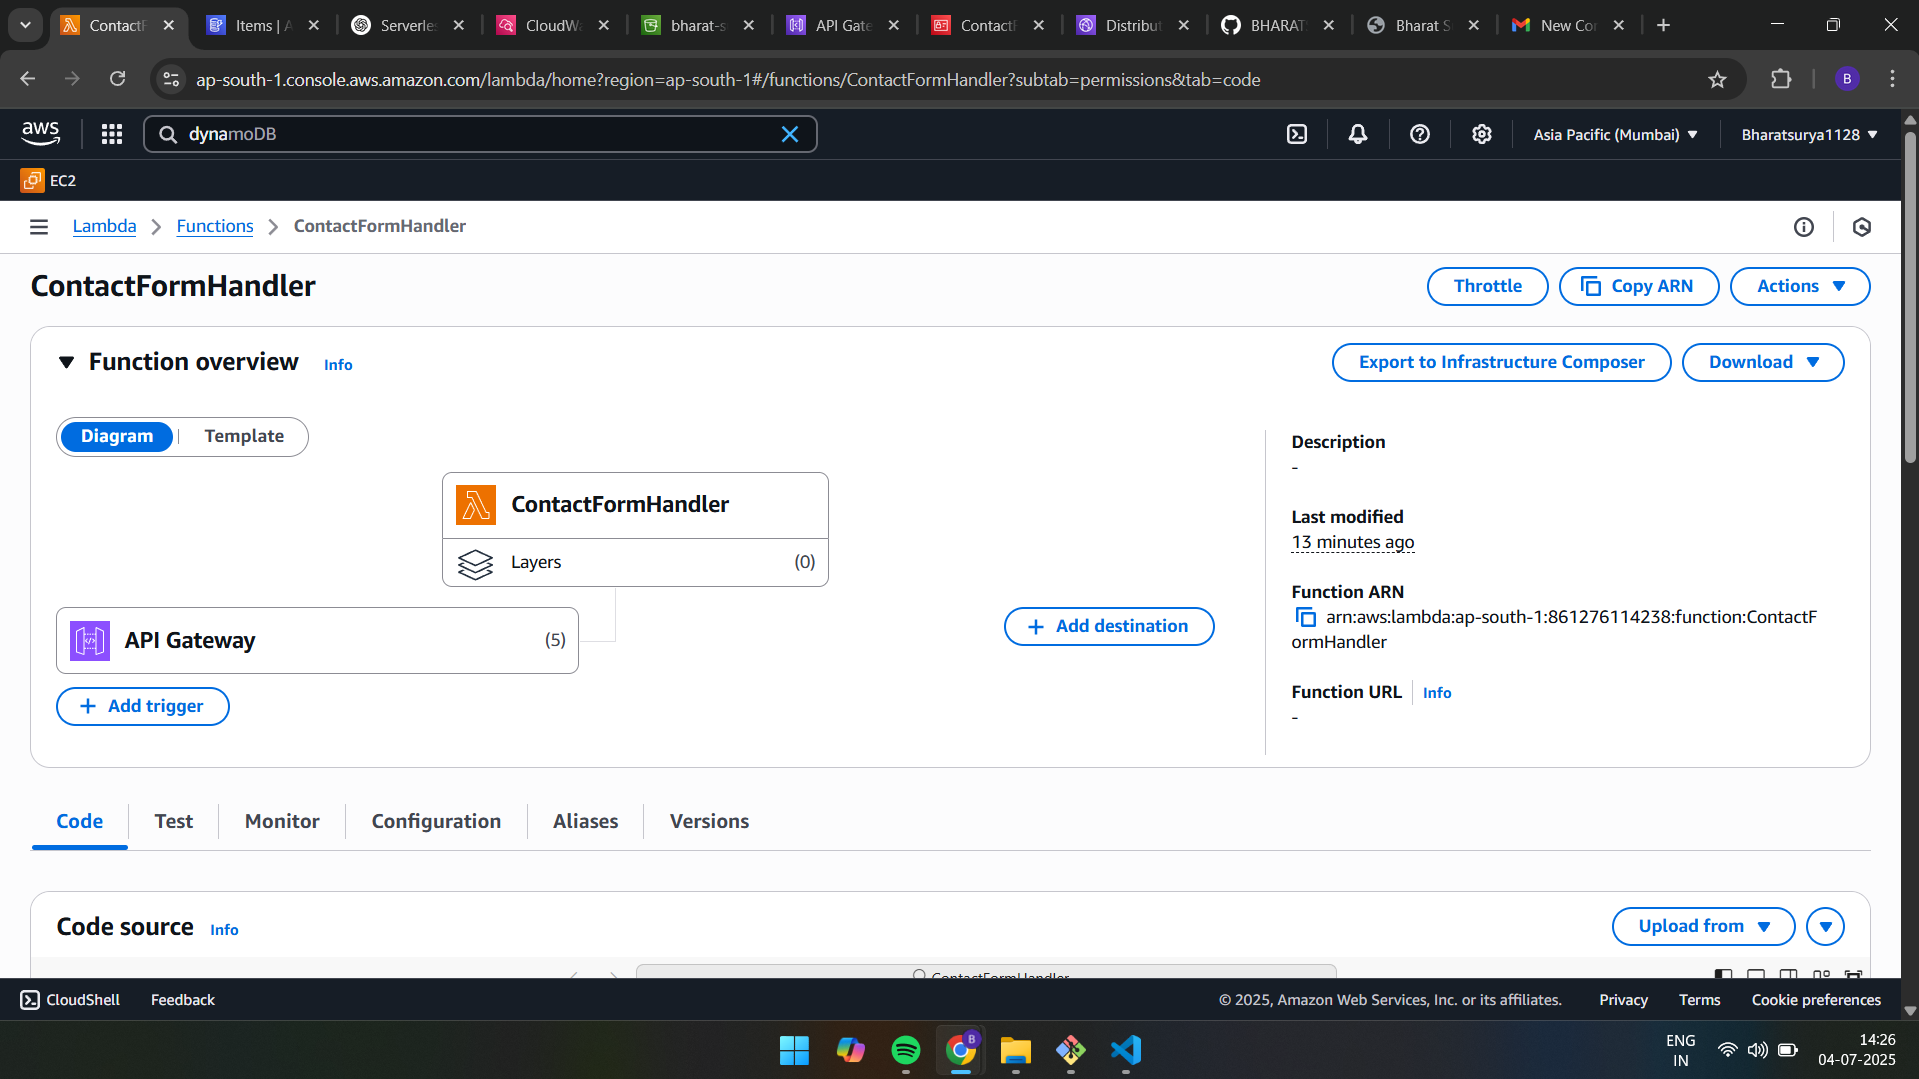 ContactF
Items | A
Serverle
CloudWa
bharat-s
API Gate
ContactF
Distribut
BHARAT
Bharat S
New Co
ap-south-1.console.aws.amazon.com/lambda/home?region=ap-south-1#/functions/ContactFormHandler?subtab=permissions&tab=code
B
aws
dynamoDB
Asia Pacific (Mumbai)
Bharatsurya1128
EC2
Lambda
Functions
ContactFormHandler
ContactFormHandler
Throttle
Copy ARN
Actions
Function overview
Info
Export to Infrastructure Composer
Download
Diagram
Template
ContactFormHandler
Layers
(0)
API Gateway
(5)
Add trigger
Add destination
Description
-
Last modified
13 minutes ago
Function ARN
arn:aws:lambda:ap-south-1:861276114238:function:ContactF
ormHandler
Function URL
Info
-
Code
Test
Monitor
Configuration
Aliases
Versions
Code source
Info
Upload from
ContactFormHandler
CloudShell
Feedback
© 2025, Amazon Web Services, Inc. or its affiliates.
Privacy
Terms
Cookie preferences
B
ENG
IN
14:26
04-07-2025